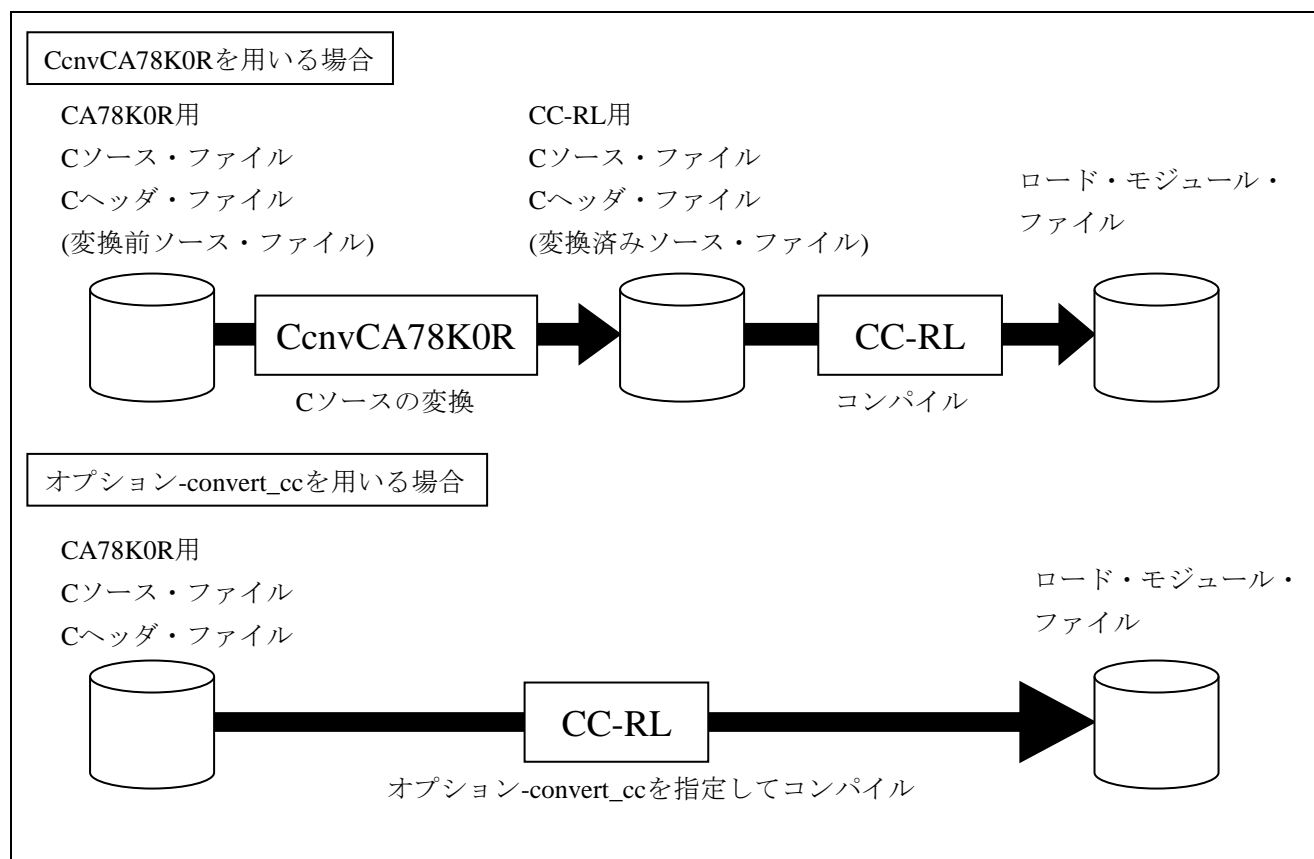 CcnvCA78K0Rを用いる場合
CA78K0R用
Cソース・ファイル
Cヘッダ・ファイル
(変換前ソース・ファイル)
CC-RL用
Cソース・ファイル
Cヘッダ・ファイル
(変換済みソース・ファイル)
ロード・モジュール・
ファイル
CcnvCA78K0R
CC-RL
Cソースの変換
コンパイル
オプション-convert_ccを用いる場合
CA78K0R用
Cソース・ファイル
Cヘッダ・ファイル
ロード・モジュール・
ファイル
CC-RL
オプション-convert_ccを指定してコンパイル